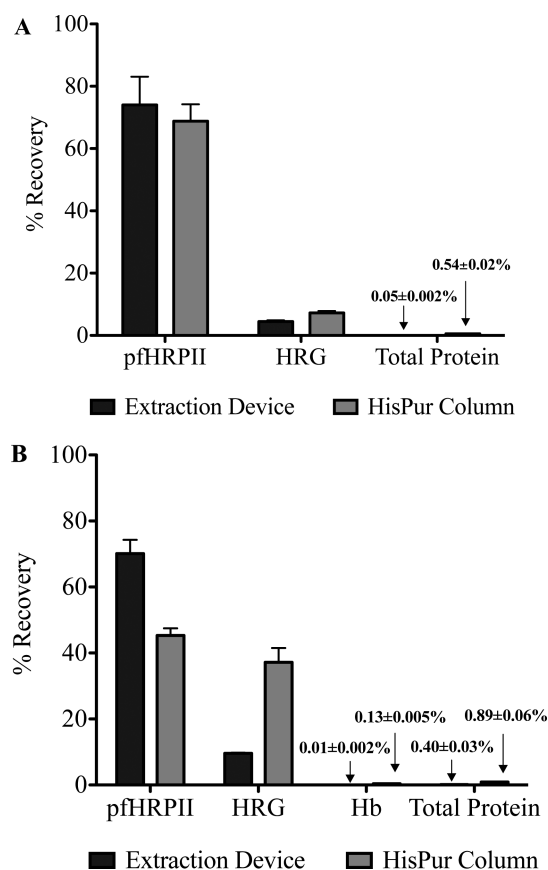 A
100
80
60
40
20
0
% Recovery
0.54±0.02%
0.05±0.002%
pfHRPII HRG Total Protein
Extraction Device HisPur Column
B
100
80
60
40
20
0
% Recovery
0.13±0.005% 0.89±0.06%
0.01±0.002% 0.40±0.03%
pfHRPII HRG Hb Total Protein
Extraction Device HisPur Column